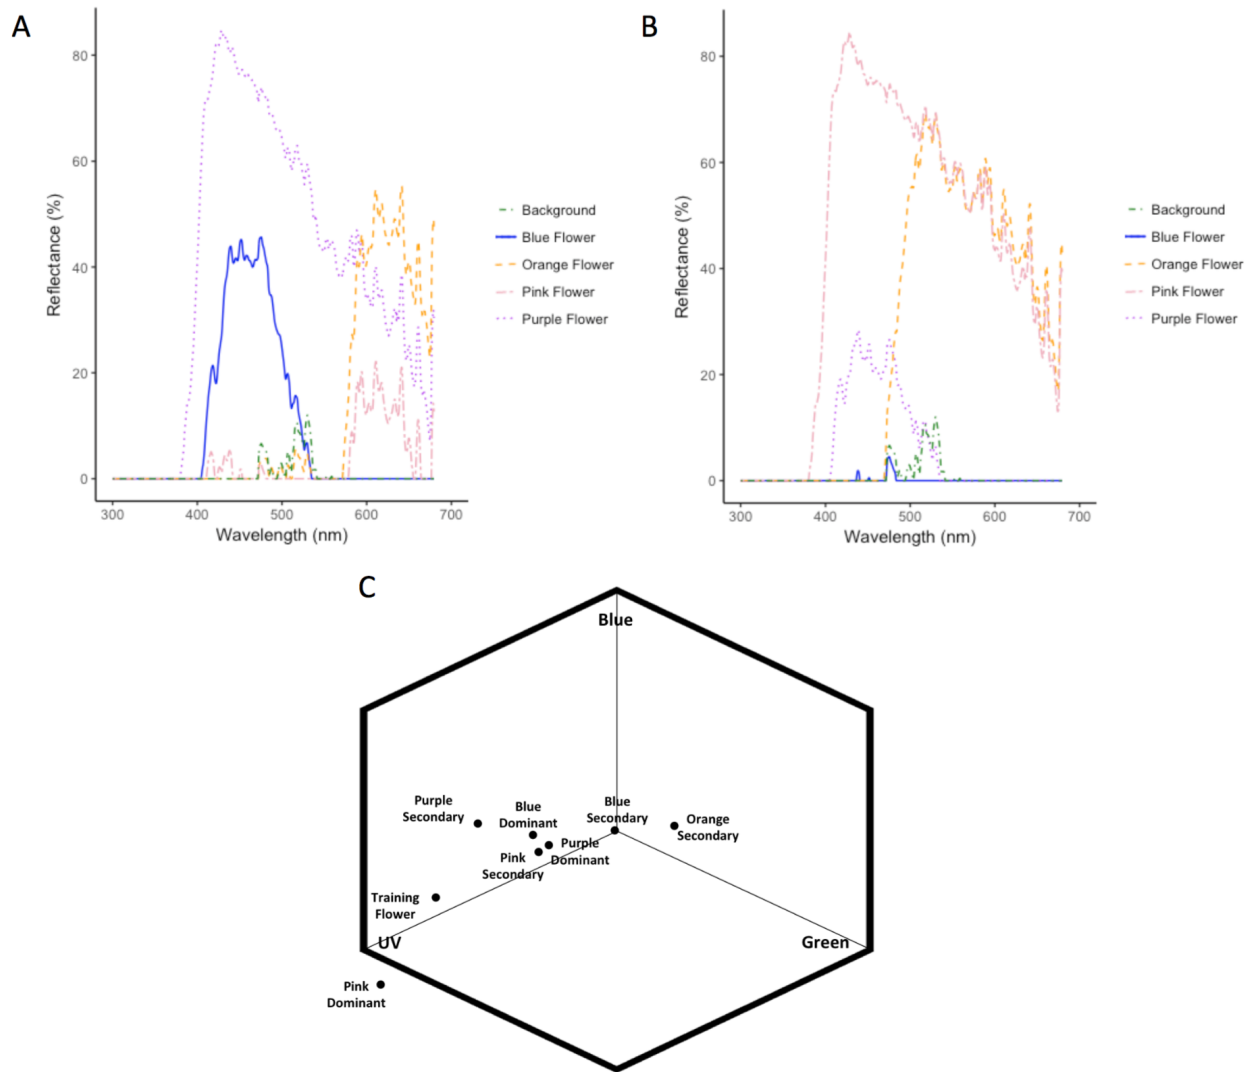 A
80
60
40
20
0
Reflectance (%)
300
400
500
600
700
Wavelength (nm)
Background
Blue Flower
Orange Flower
Pink Flower
Purple Flower
B
80
60
40
20
0
Reflectance (%)
300
400
500
600
700
Wavelength (nm)
Background
Blue Flower
Orange Flower
Pink Flower
Purple Flower
C
Blue
Purple
Secondary
Blue
Dominant
Blue
Secondary
Orange
Secondary
Purple
Dominant
Pink
Secondary
Training
Flower
UV
Green
Pink
Dominant